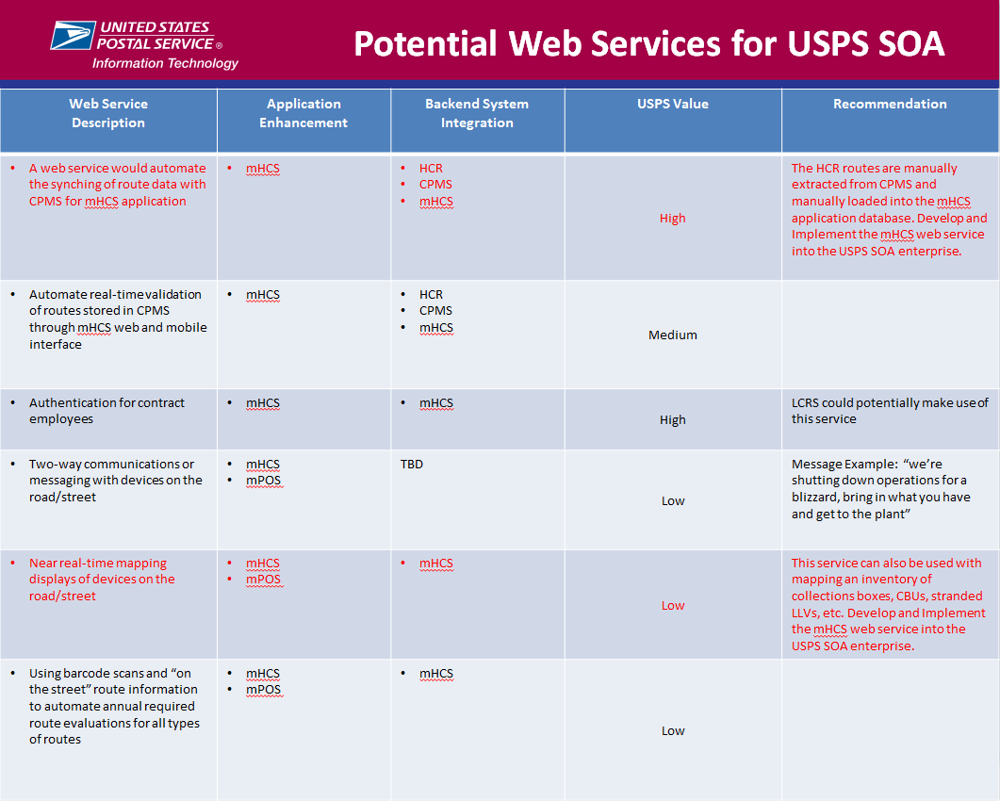 UNITED STATES
POSTAL SERVICE ®
Information Technology
Potential Web Services for USPS SOA
Web Service
Description
Application
Enhancement
Backend System
Integration
USPS Value
Recommendation
• A web service would automate
the synching of route data with
CPMS for mHCS application
• mHCS
• HCR
• CPMS
• mHCS
High
The HCR routes are manually
extracted from CPMS and
manually loaded into the mHCS
application database. Develop and
Implement the mHCS web service
into the USPS SOA enterprise.
• Automate real-time validation
of routes stored in CPMS
through mHCS web and mobile
interface
• mHCS
• HCR
• CPMS
• mHCS
Medium
• Authentication for contract
employees
• mHCS
• mHCS
High
LCRS could potentially make use of
this service
• Two-way communications or
messaging with devices on the
road/street
• mHCS
• mPOS
TBD
Low
Message Example: “we’re
shutting down operations for a
blizzard, bring in what you have
and get to the plant”
• Near real-time mapping
displays of devices on the
road/street
• mHCS
• mPOS
• mHCS
Low
This service can also be used with
mapping an inventory of
collections boxes, CBUs, stranded
LLVs, etc. Develop and Implement
the mHCS web service into the
USPS SOA enterprise.
• Using barcode scans and “on
the street” route information
to automate annual required
route evaluations for all types
of routes
• mHCS
• mPOS
• mHCS
Low